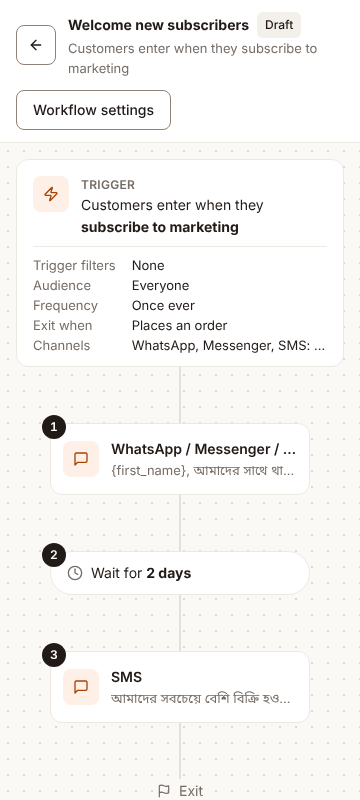 Welcome new subscribers Draft
Customers enter when they subscribe to
marketing
Workflow settings
TRIGGER
Customers enter when they
subscribe to marketing
Trigger filters None
Audience Everyone
Frequency Once ever
Exit when Places an order
Channels WhatsApp, Messenger, SMS: ...
1
WhatsApp / Messenger / ...
{first_name}, আমাদের সাথে থা...
2
Wait for 2 days
3
SMS
আমাদের সবচেয়ে বেশি বিক্রি হও...
Exit